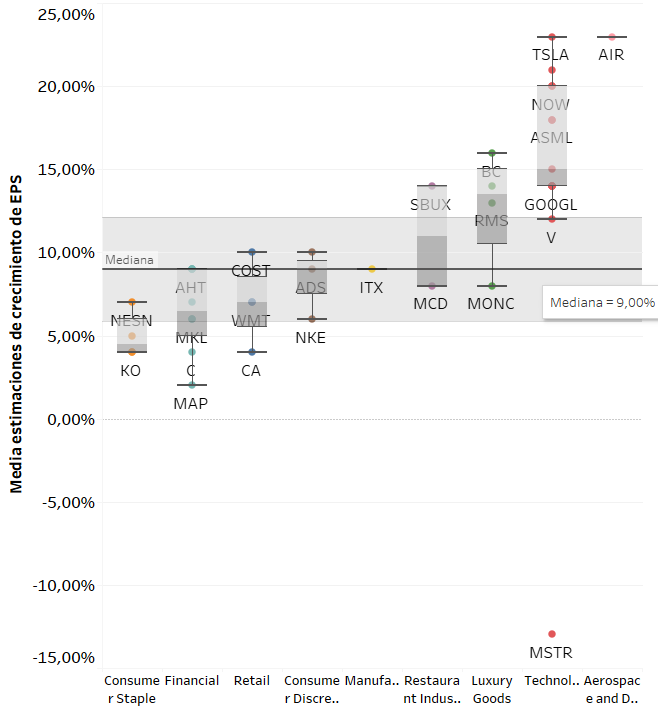 Media estimaciones de crecimiento de EPS
25,00%
20,00%
15,00%
10,00%
5,00%
0,00%
-5,00%
-10,00%
-15,00%
Mediana
Mediana = 9,00%
NESN
KO
AHT
MKL
C
MAP
COST
WMT
CA
ADS
NKE
ITX
SBUX
MCD
BC
RMS
MONC
TSLA
NOW
ASML
GOOGL
V
MSTR
AIR
Consume
r Staple
Financial
Retail
Consume
r Discre..
Manufa..
Restaura
nt Indus..
Luxury
Goods
Technol..
Aerospac
e and D..